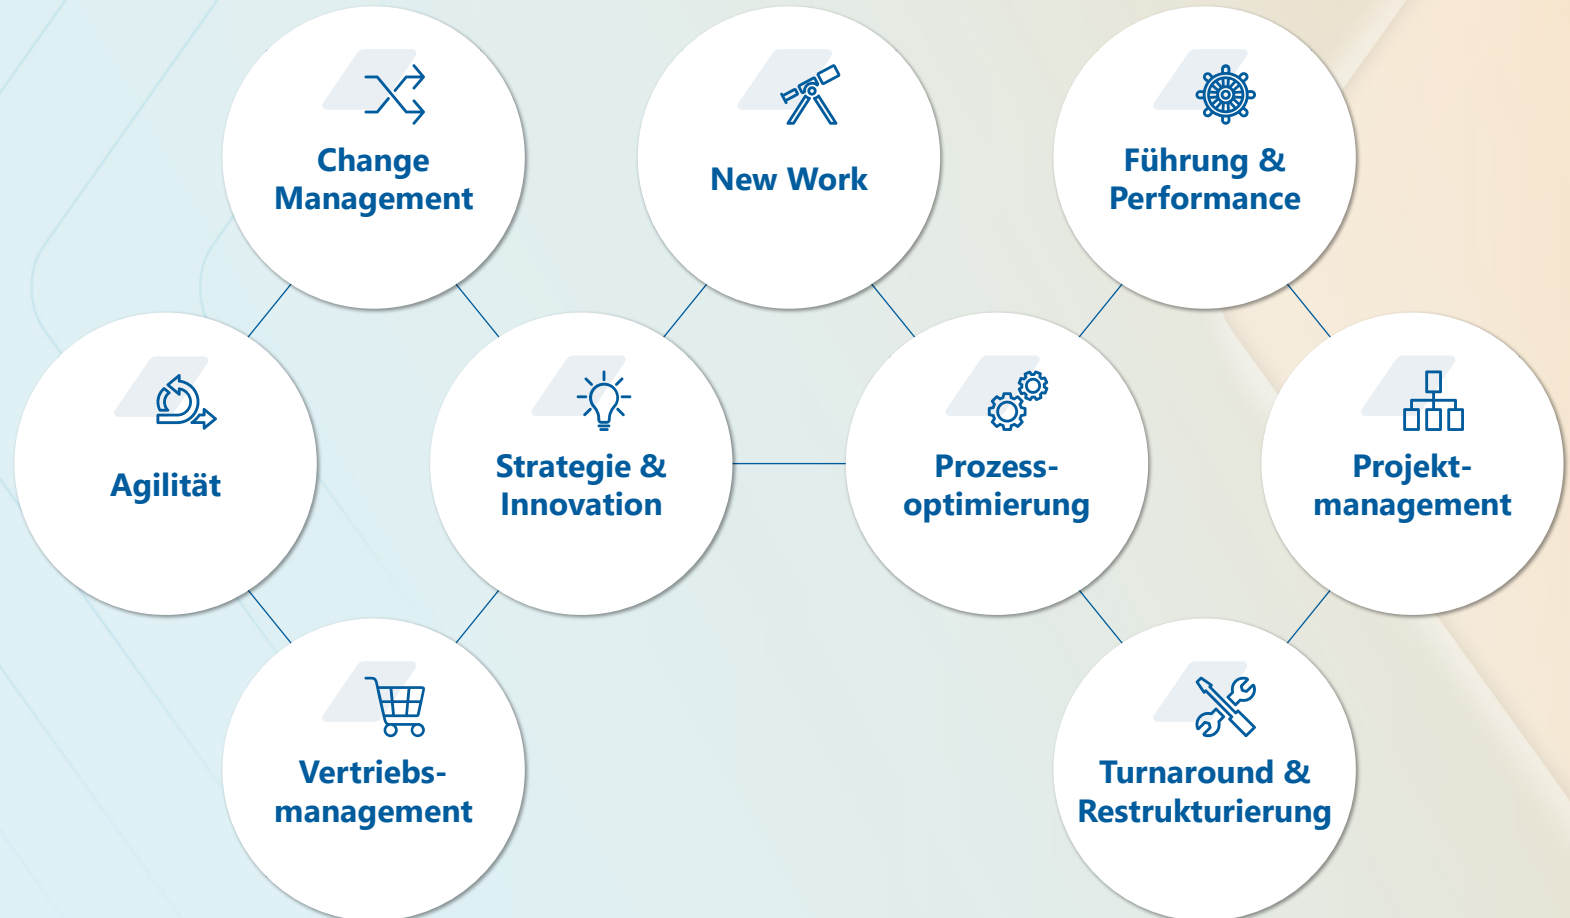 Change
Management
New Work
Führung &
Performance
Agilität
Strategie &
Innovation
Prozess-
optimierung
Projekt-
management
Vertriebs-
management
Turnaround &
Restrukturierung